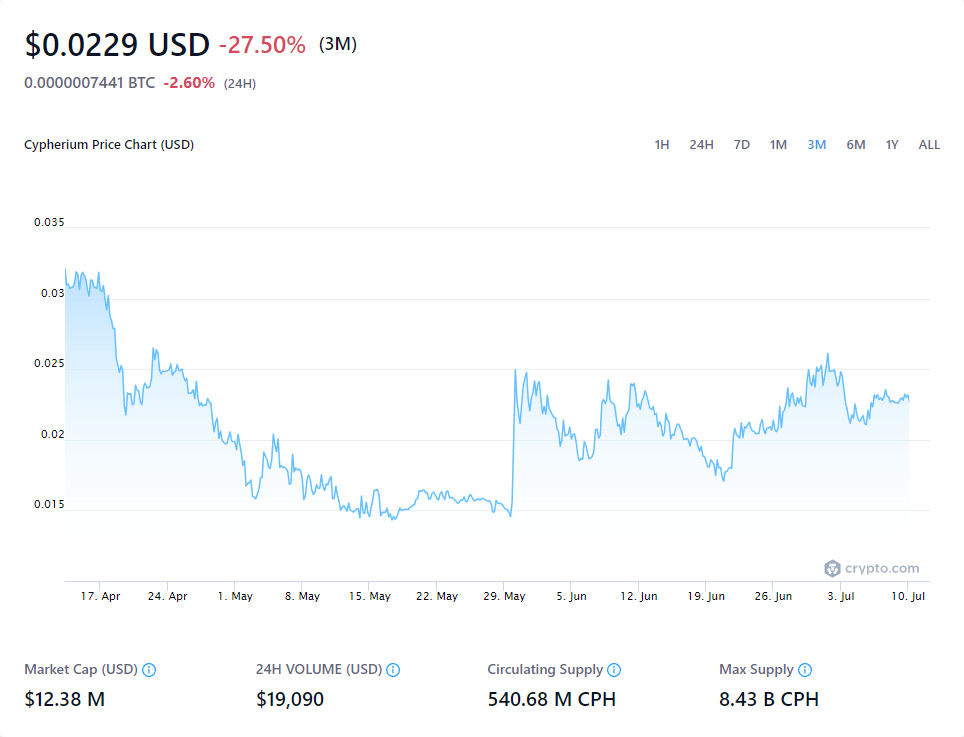 $0.0229 USD -27.50% (3M)
0.0000007441 BTC -2.60% (24H)
Cypherium Price Chart (USD) 1H 24H 7D 1M 3M 6M 1Y ALL
0.035
0.03
0.025
0.02
0.015
crypto.com
17. Apr 24. Apr 1. May 8. May 15. May 22. May 29. May 5. Jun 12. Jun 19. Jun 26. Jun 3. Jul 10. Jul
Market Cap (USD) 24H VOLUME (USD) Circulating Supply Max Supply
$12.38 M $19,090 540.68 M CPH 8.43 B CPH